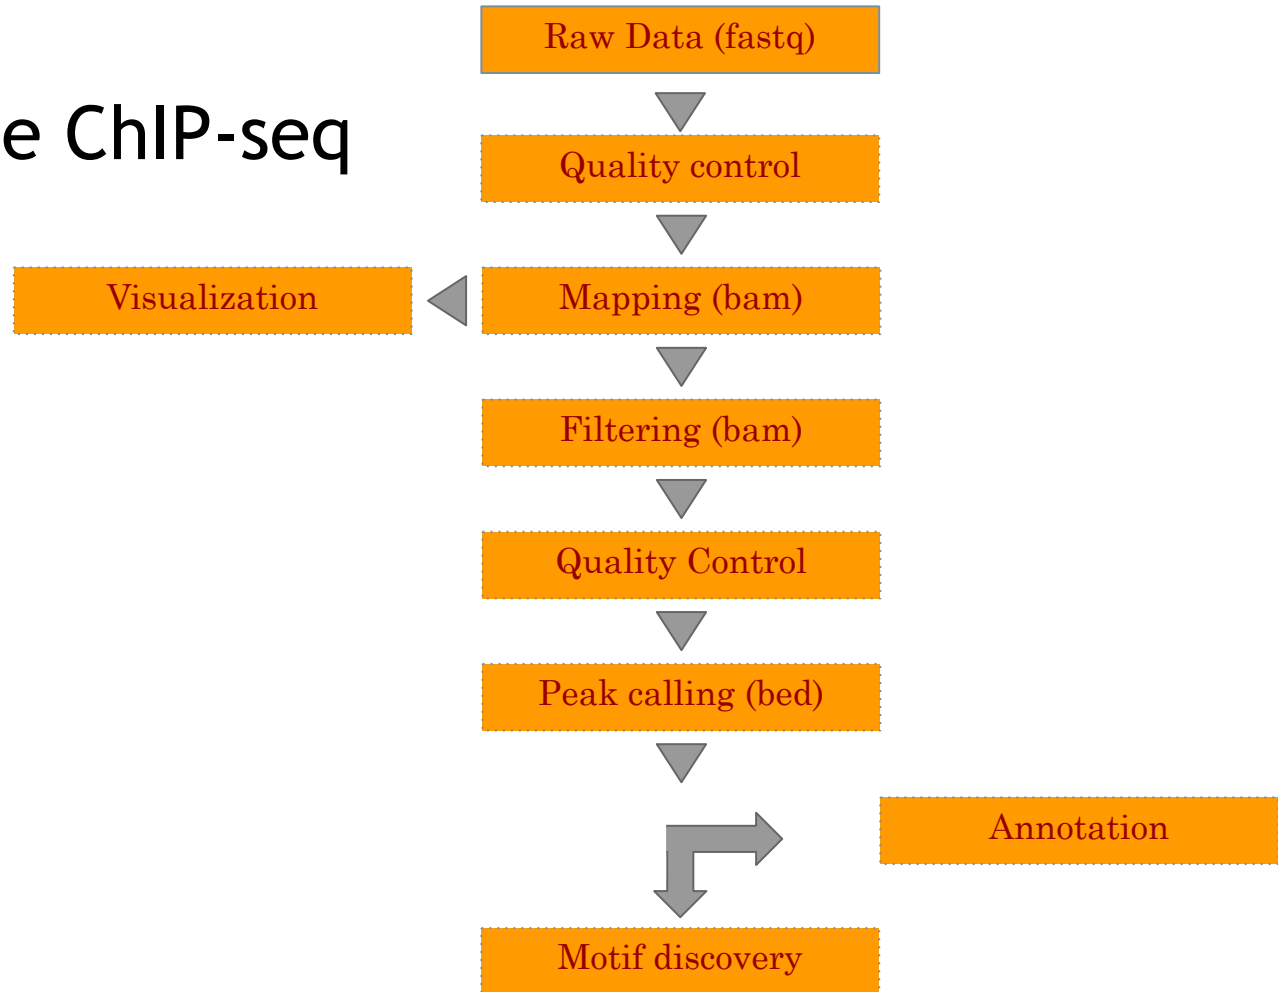 Raw Data (fastq)
e ChIP-seq
Quality control
Visualization
Mapping (bam)
Filtering (bam)
Quality Control
Peak calling (bed)
Annotation
Motif discovery